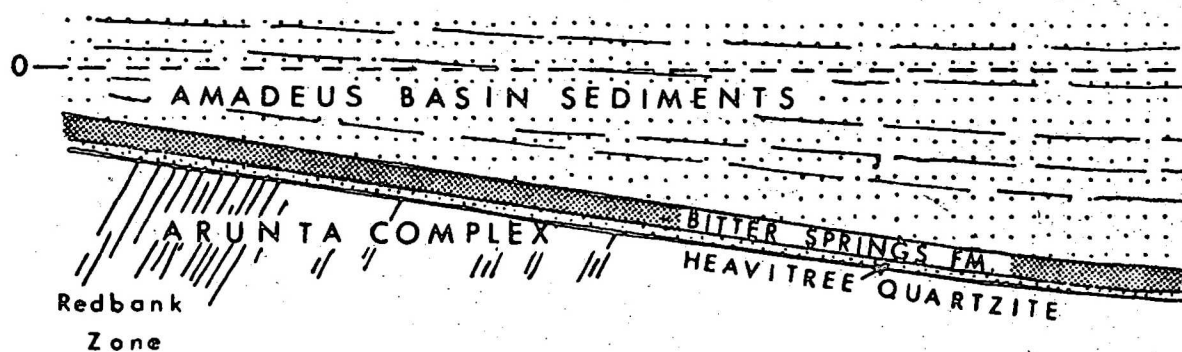 0
AMADEUS BASIN SEDIMENTS
BITTER SPRINGS FM.
ARUNTA COMPLEX
HEAVITREE QUARTZITE
Redbank
Zone